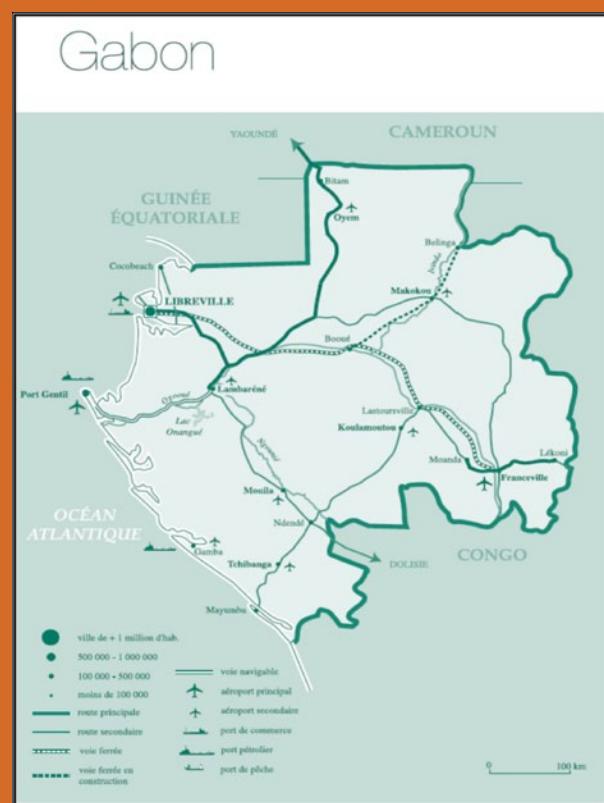 Gabon
YAOUNDÉ
CAMEROUN
Bitam
GUINÉE
ÉQUATORIALE
Oyem
Belinga
Cocobeach
Ivindo
LIBREVILLE
Makokou
Booué
Port Gentil
Ogooué
Lambaréné
Lac
Onangué
Lastoursville
Koulamoutou
Ngounié
Moanda
Lékoni
Franceville
Mouila
OCÉAN
ATLANTIQUE
Ndendé
CONGO
Gamba
DOLISIE
Tchibanga
Mayumba
ville de + 1 million d'hab.
500 000 - 1 000 000
100 000 - 500 000
moins de 100 000
route principale
route secondaire
voie ferrée
voie ferrée en
construction
voie navigable
aéroport principal
aéroport secondaire
port de commerce
port pétrolier
port de pêche
0 100 km